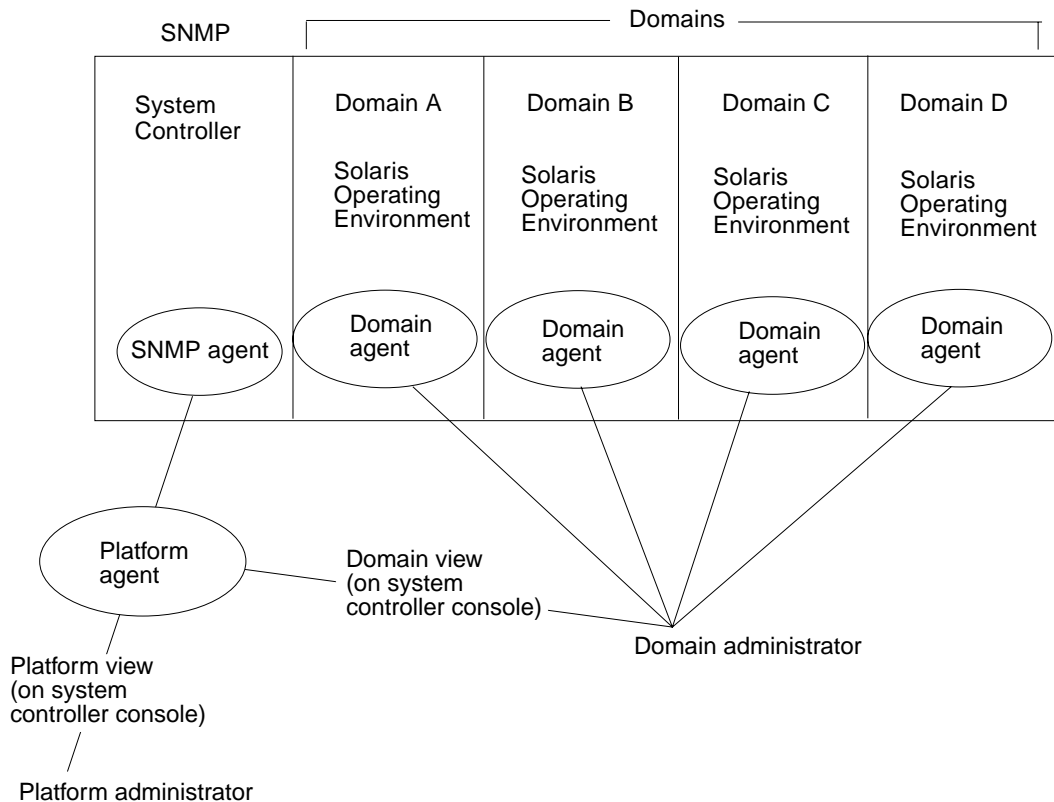 SNMP
Domains
System
Controller
Domain A
Domain B
Domain C
Domain D
Solaris
Operating
Environment
Solaris
Operating
Environment
Solaris
Operating
Environment
Solaris
Operating
Environment
SNMP agent
Domain
agent
Domain
agent
Domain
agent
Domain
agent
Platform
agent
Domain view
(on system
controller console)
Domain administrator
Platform view
(on system
controller console)
Platform administrator